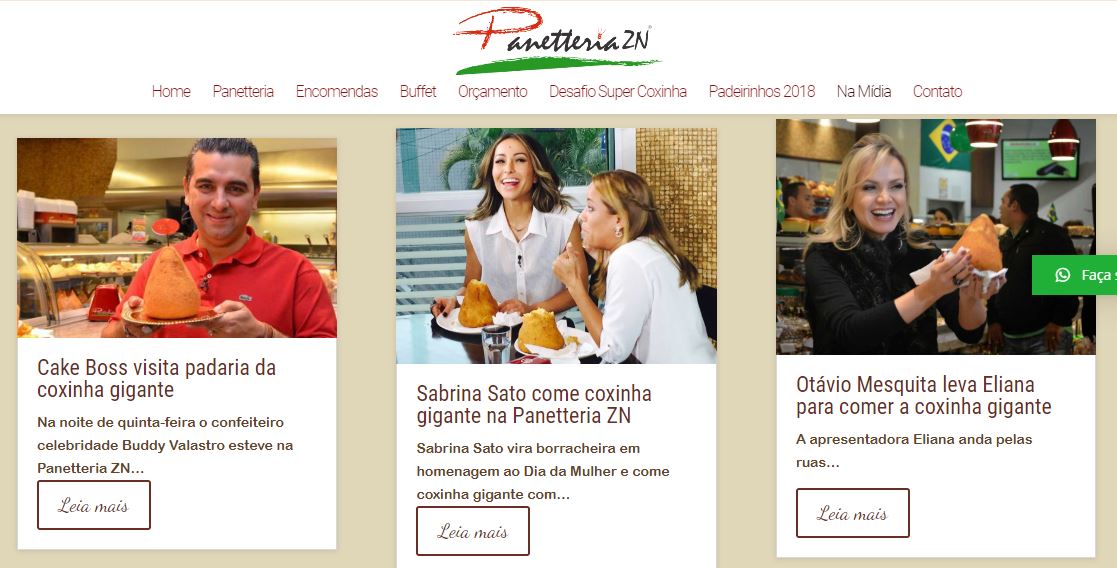 Panetteria ZN
Home Panetteria Encomendas Buffet Orçamento Desafio Super Coxinha Padeirinhos 2018 Na Mídia Contato
Cake Boss visita padaria da
coxinha gigante
Na noite de quinta-feira o confeiteiro
celebridade Buddy Valastro esteve na
Panetteria ZN...
Leia mais
Sabrina Sato come coxinha
gigante na Panetteria ZN
Sabrina Sato vira borracheira em
homenagem ao Dia da Mulher e come
coxinha gigante com...
Leia mais
Otávio Mesquita leva Eliana
para comer a coxinha gigante
A apresentadora Eliana anda pelas
ruas...
Leia mais
Faça